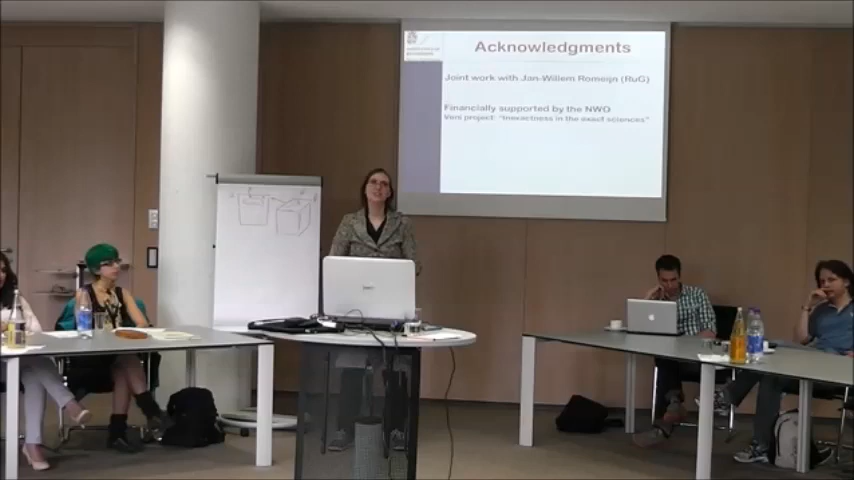 Acknowledgments
Joint work with Jan-Willem Romeijn (RuG)
Financially supported by the NWO
Veni project: "Inexactness in the exact sciences"